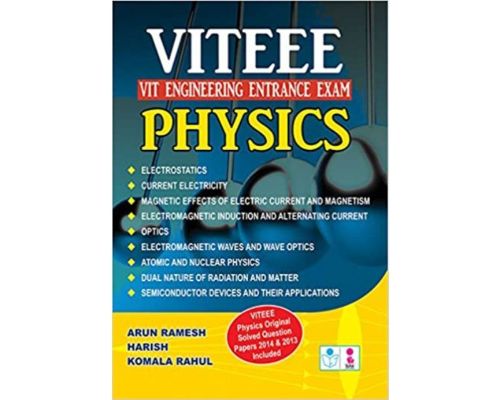 VITEEE
VIT ENGINEERING ENTRANCE EXAM
PHYSICS
ELECTROSTATICS
CURRENT ELECTRICITY
MAGNETIC EFFECTS OF ELECTRIC CURRENT AND MAGNETISM
ELECTROMAGNETIC INDUCTION AND ALTERNATING CURRENT
OPTICS
ELECTROMAGNETIC WAVES AND WAVE OPTICS
ATOMIC AND NUCLEAR PHYSICS
DUAL NATURE OF RADIATION AND MATTER
SEMICONDUCTOR DEVICES AND THEIR APPLICATIONS
ARUN RAMESH
HARISH
KOMALA RAHUL
VITEEE
Physics Original
Solved Question
Papers 2014 & 2013
Included